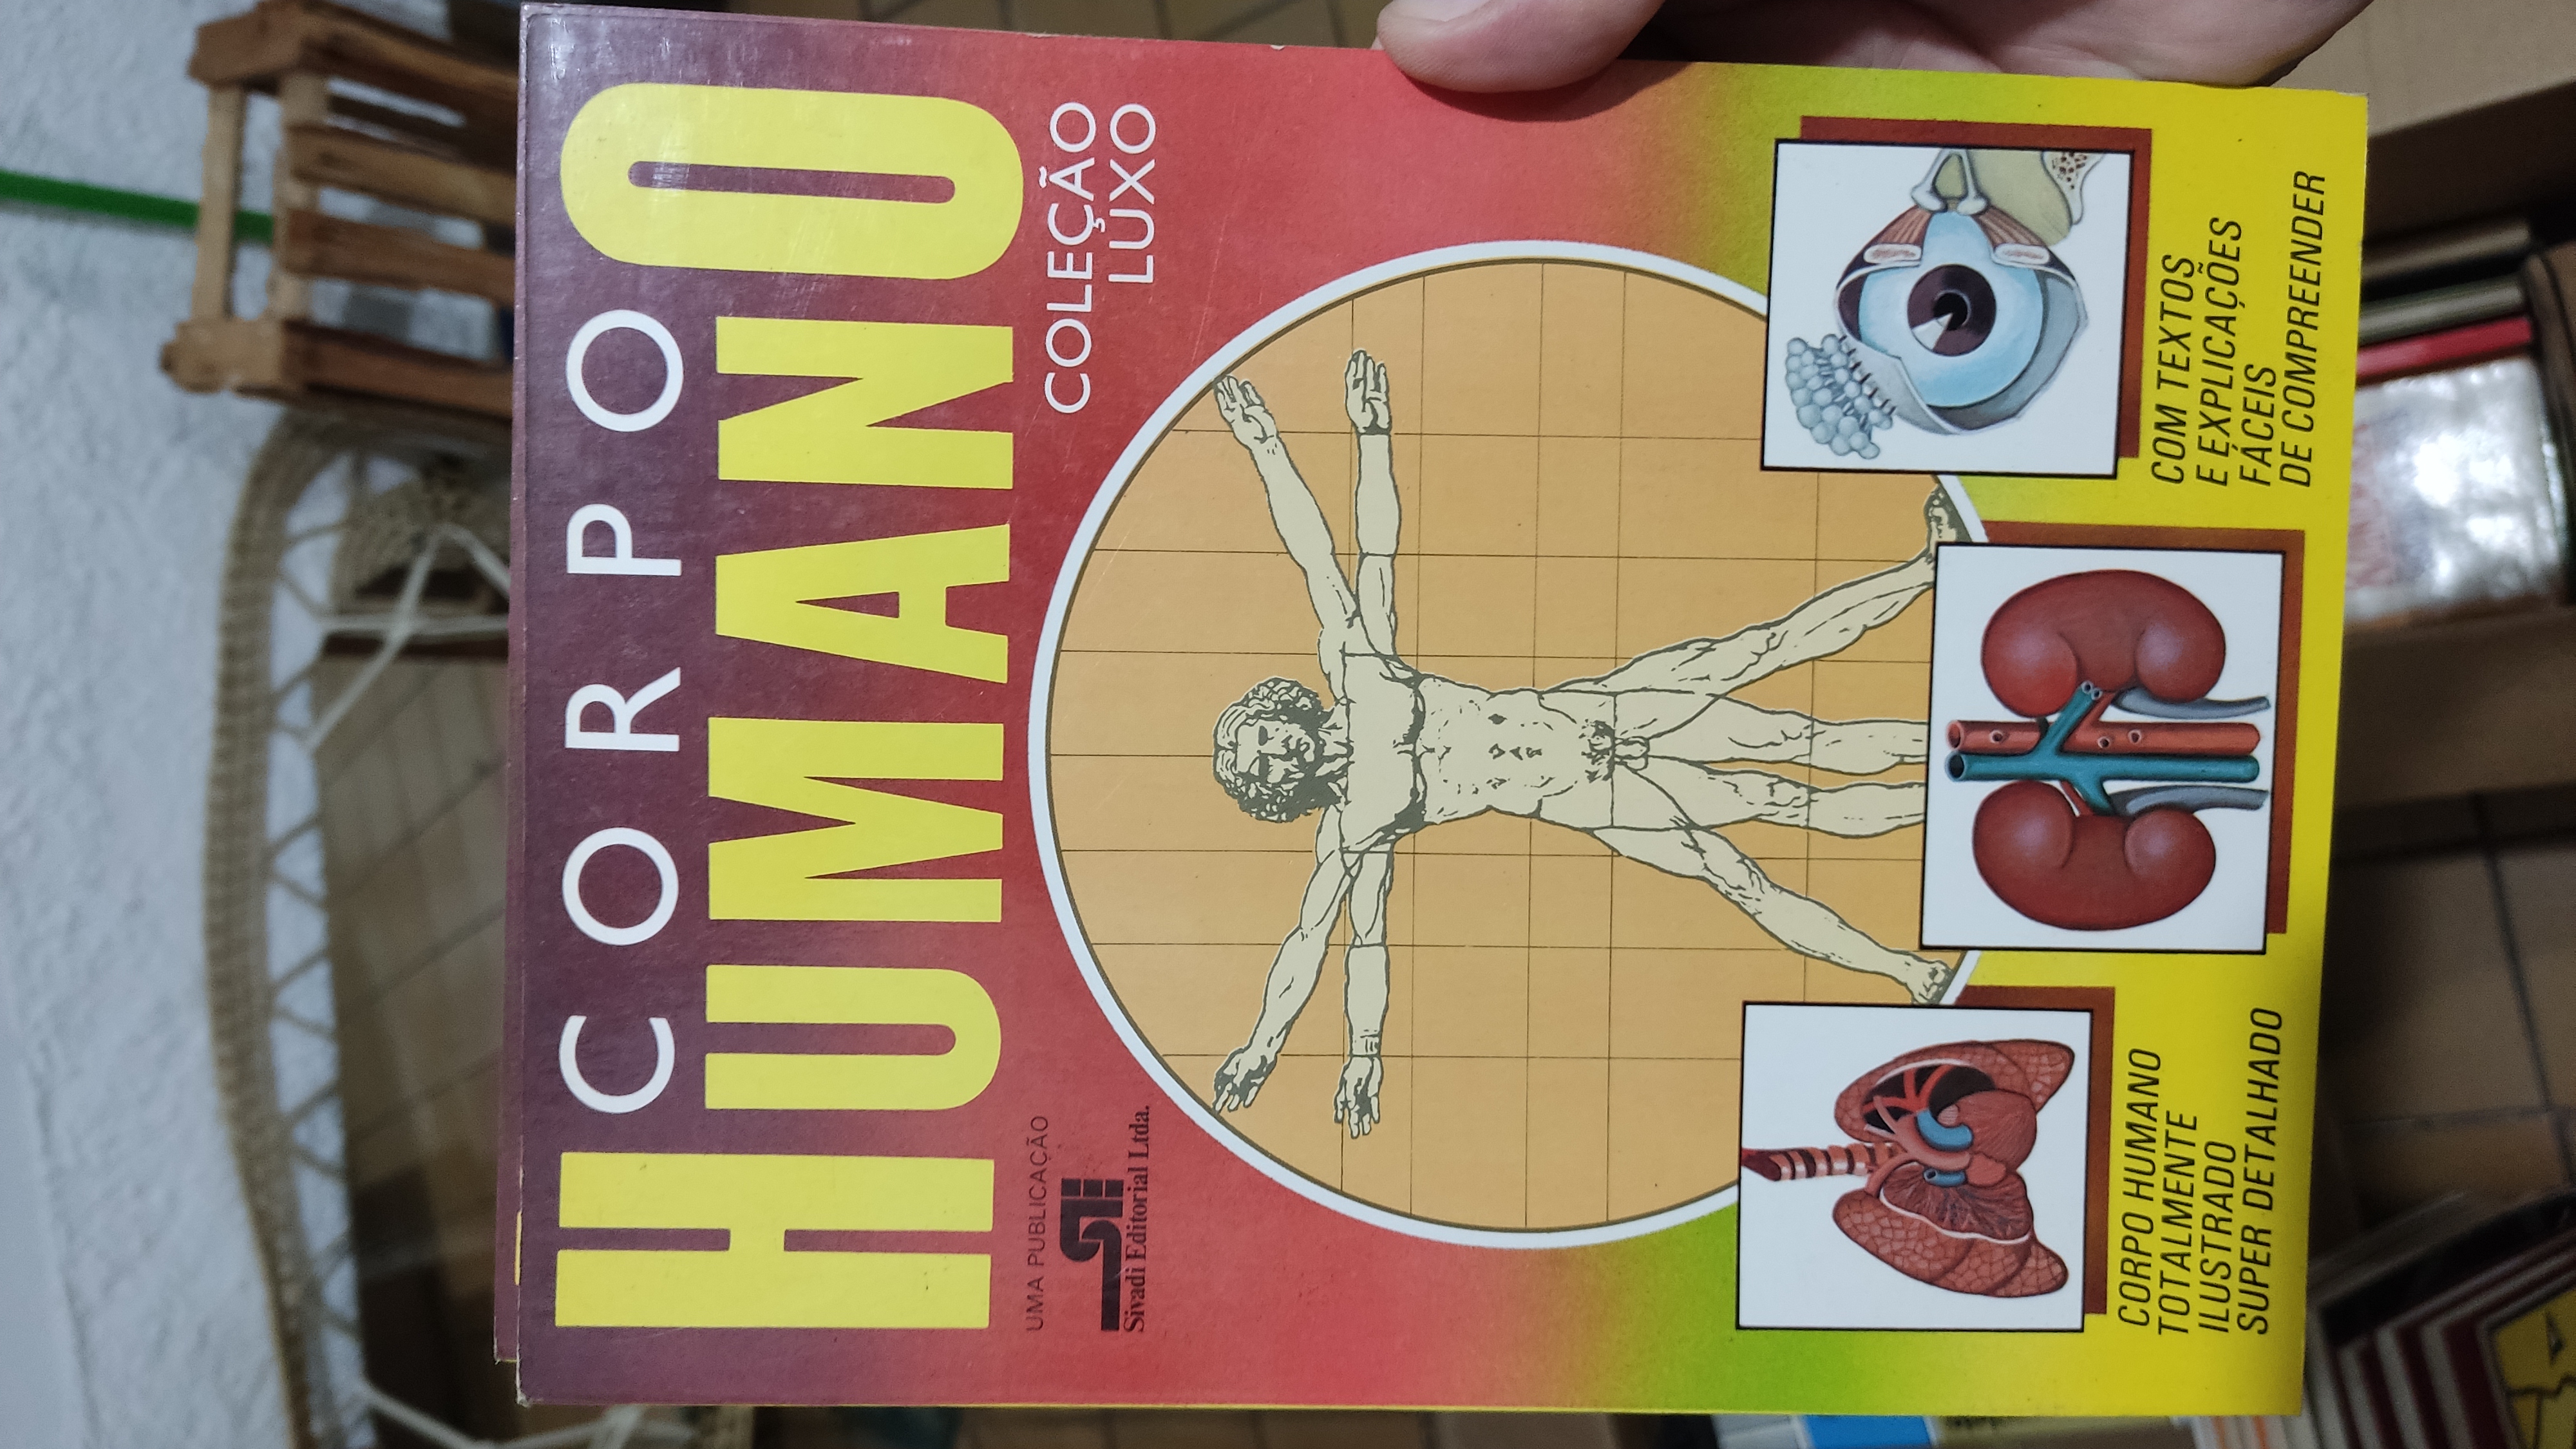 CORPO
HUMANO
UMA PUBLICAÇÃO
SE
Sivadi Editorial Ltda.
COLEÇÃO
LUXO
CORPO HUMANO
TOTALMENTE
ILUSTRADO
SUPER DETALHADO
COM TEXTOS
E EXPLICAÇÕES
FÁCEIS
DE COMPREENDER